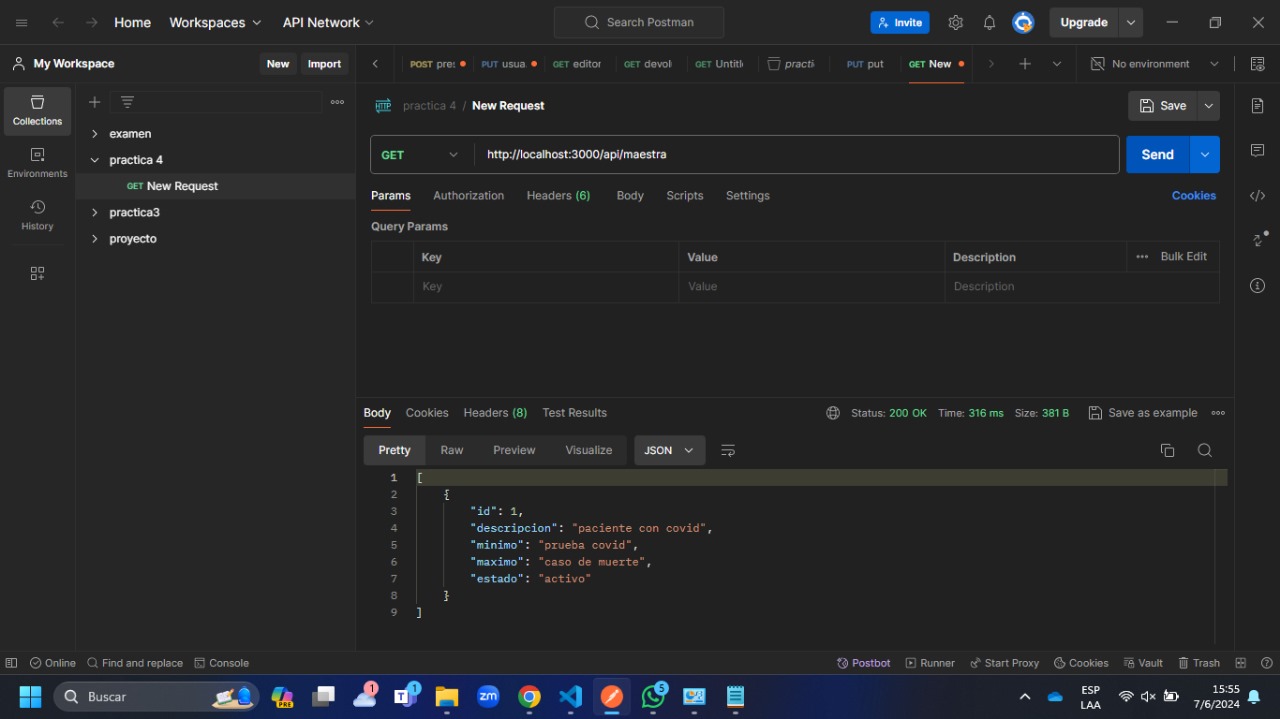 Home Workspaces API Network Search Postman Invite Upgrade
My Workspace New Import POST pre: PUT usua GET editor GET devol GET Untitle practi PUT put GET New No environment
Collections
Environments
History
examen
practica 4
GET New Request
practica3
proyecto
practica 4 / New Request Save
GET http://localhost:3000/api/maestra Send
Params Authorization Headers (6) Body Scripts Settings Cookies
Query Params
Key Value Description Bulk Edit
Key Value Description
Body Cookies Headers (8) Test Results Status: 200 OK Time: 316 ms Size: 381 B Save as example
Pretty Raw Preview Visualize JSON
1 [
2 {
3 "id": 1,
4 "descripcion": "paciente con covid",
5 "minimo": "prueba covid",
6 "maximo": "caso de muerte",
7 "estado": "activo"
8 }
9 ]
Online Find and replace Console Postbot Runner Start Proxy Cookies Vault Trash
Buscar PRE 1 1 zm 5 ESP 15:55
LAA 7/6/2024